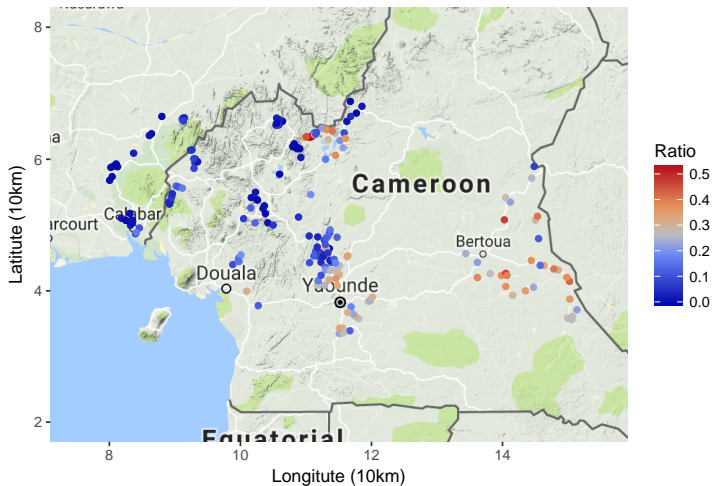 8
6
4
2
8
10
12
14
Latitute (10km)
Longitute (10km)
Cameroon
Calabar
Bertoua
Douala
Yaounde
Equatorial
Ratio
0.5
0.4
0.3
0.2
0.1
0.0